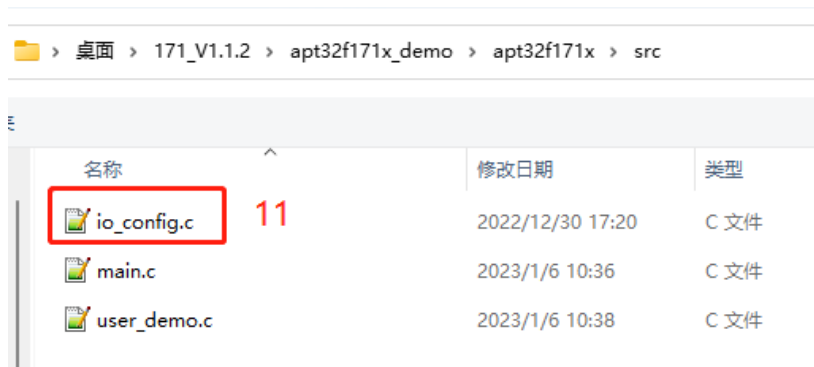 桌面 › 171_V1.1.2 › apt32f171x_demo › apt32f171x › src
名称 修改日期 类型
io_config.c 11 2022/12/30 17:20 C 文件
main.c 2023/1/6 10:36 C 文件
user_demo.c 2023/1/6 10:38 C 文件